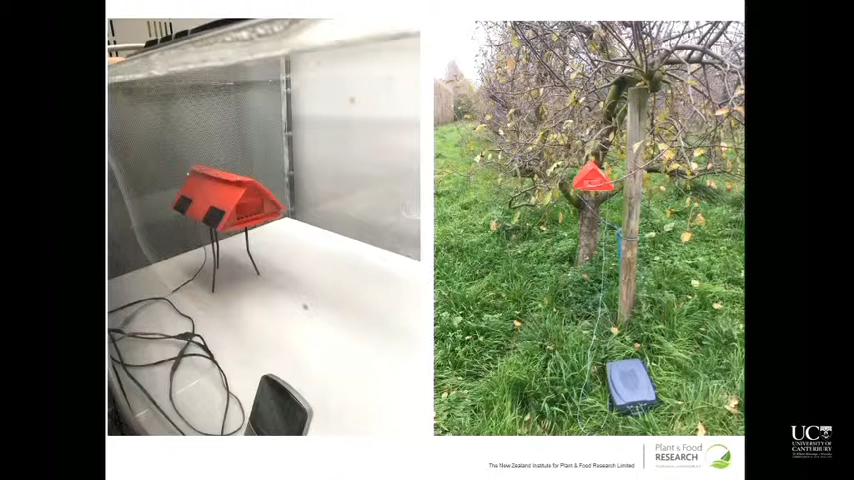 The New Zealand Institute for Plant & Food Research Limited
Plant & Food
RESEARCH
UC
UNIVERSITY OF
CANTERBURY